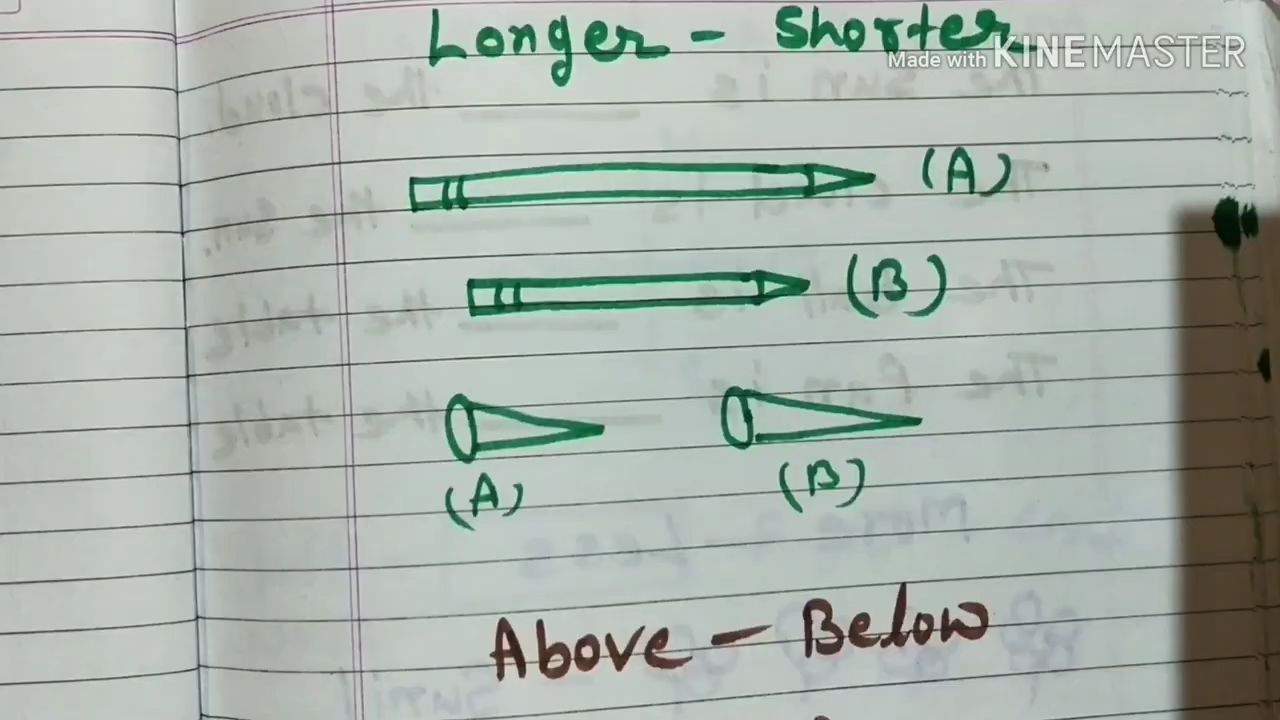 Longer - Shorter
Made with KINEMASTER
(A)
(B)
(A) (B)
Above - Below